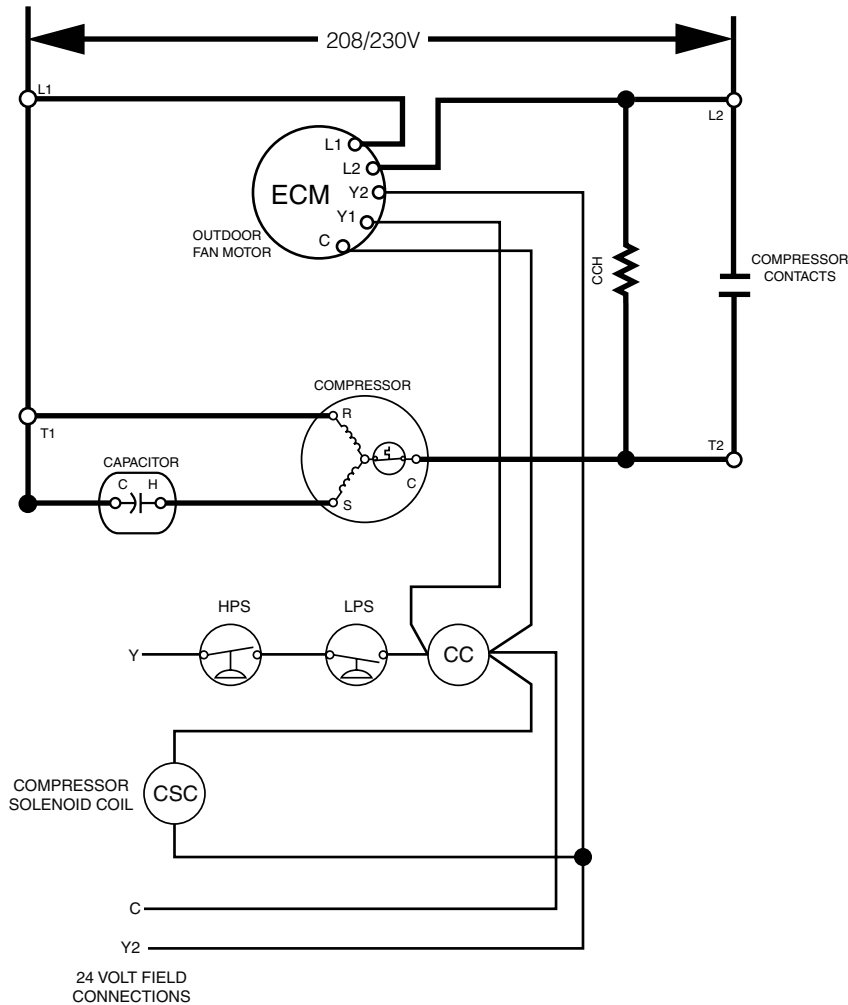 208/230V
L1
L2
L1
L2
ECM
Y2
Y1
C
OUTDOOR
FAN MOTOR
CCH
COMPRESSOR
CONTACTS
COMPRESSOR
R
T1
T2
CAPACITOR
C H
C
S
HPS
LPS
Y
CC
COMPRESSOR
SOLENOID COIL
CSC
C
Y2
24 VOLT FIELD
CONNECTIONS